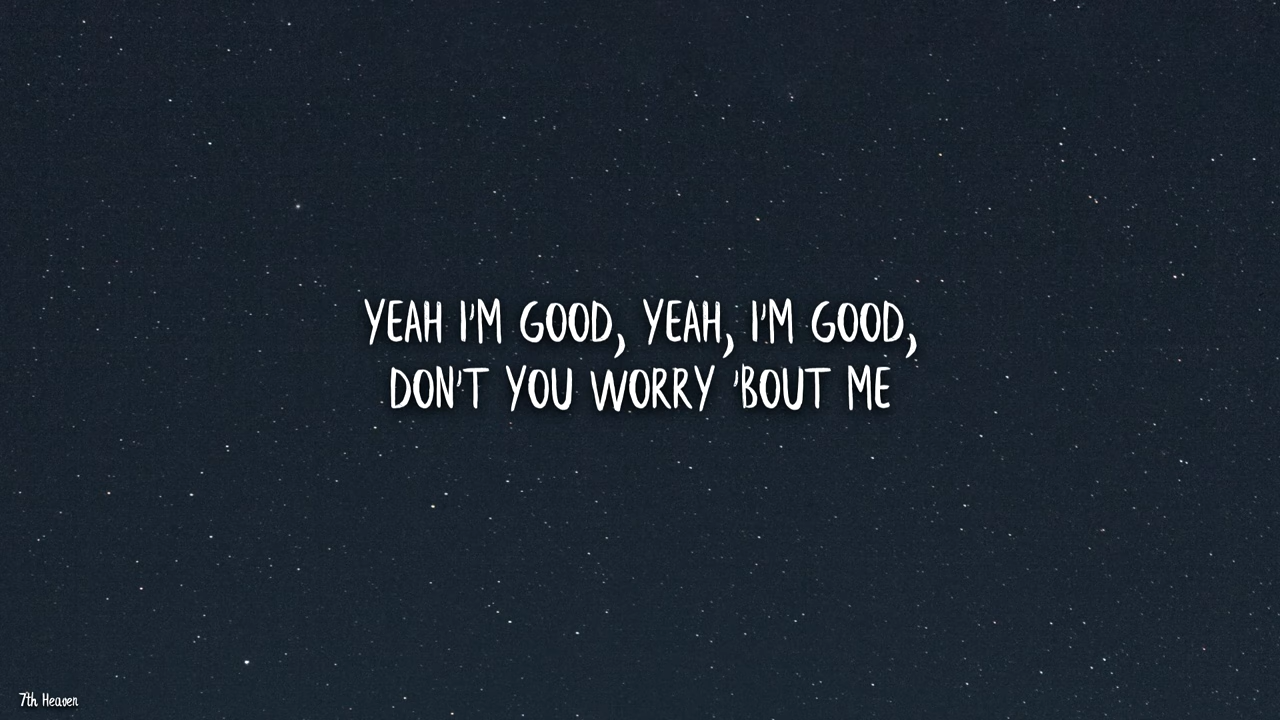 YEAH I'M GOOD, YEAH, I'M GOOD,
DON'T YOU WORRY 'BOUT ME
7th Heaven